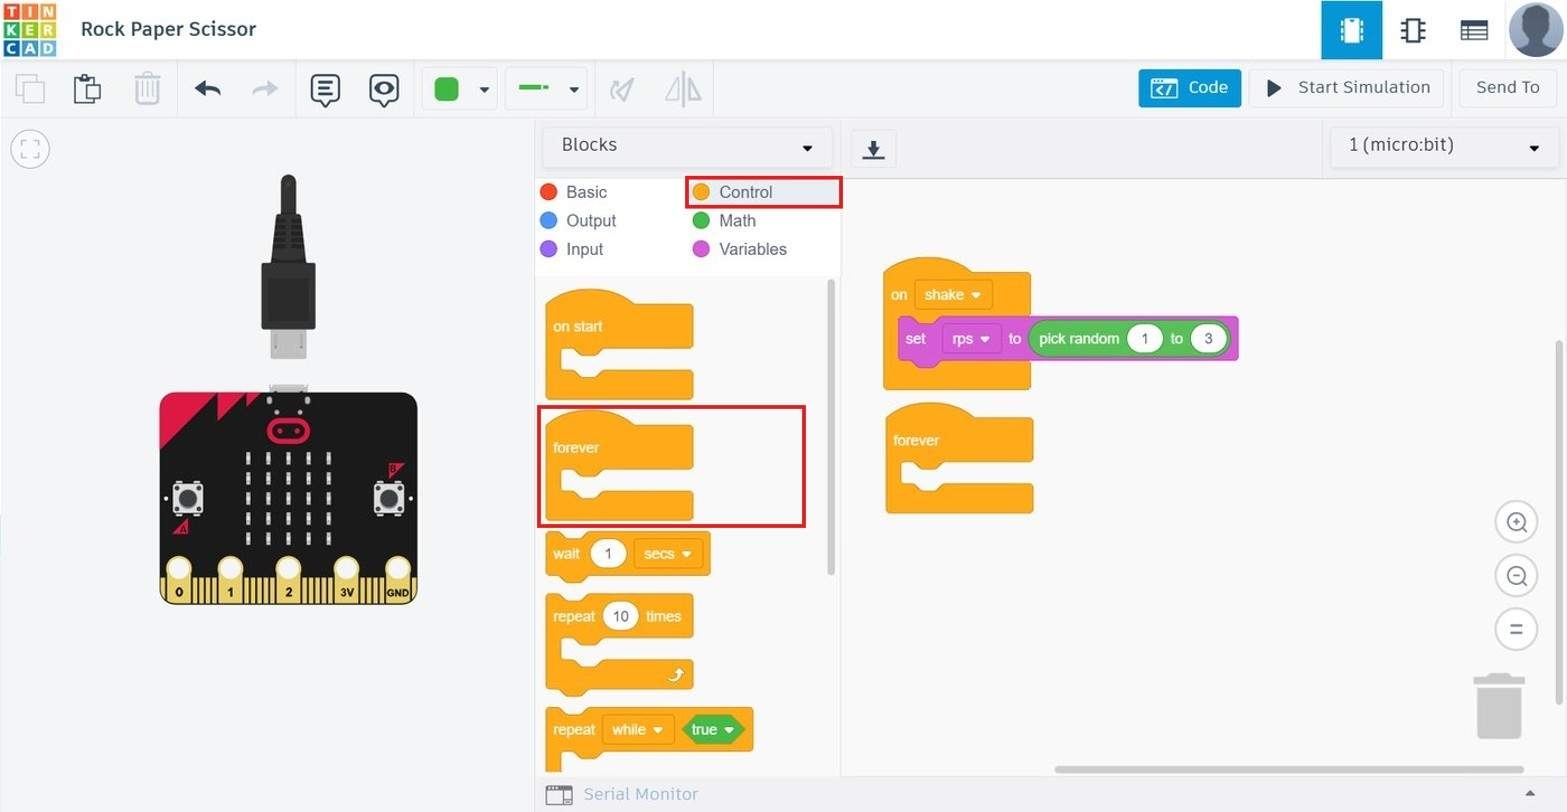 TIN
KER
CAD
Rock Paper Scissor
Code
Start Simulation
Send To
Blocks
1 (micro:bit)
Basic
Control
Output
Math
Input
Variables
on start
forever
wait 1 secs
repeat 10 times
repeat while true
on shake
set rps to pick random 1 to 3
forever
A
B
0 1 2 3V GND
Serial Monitor